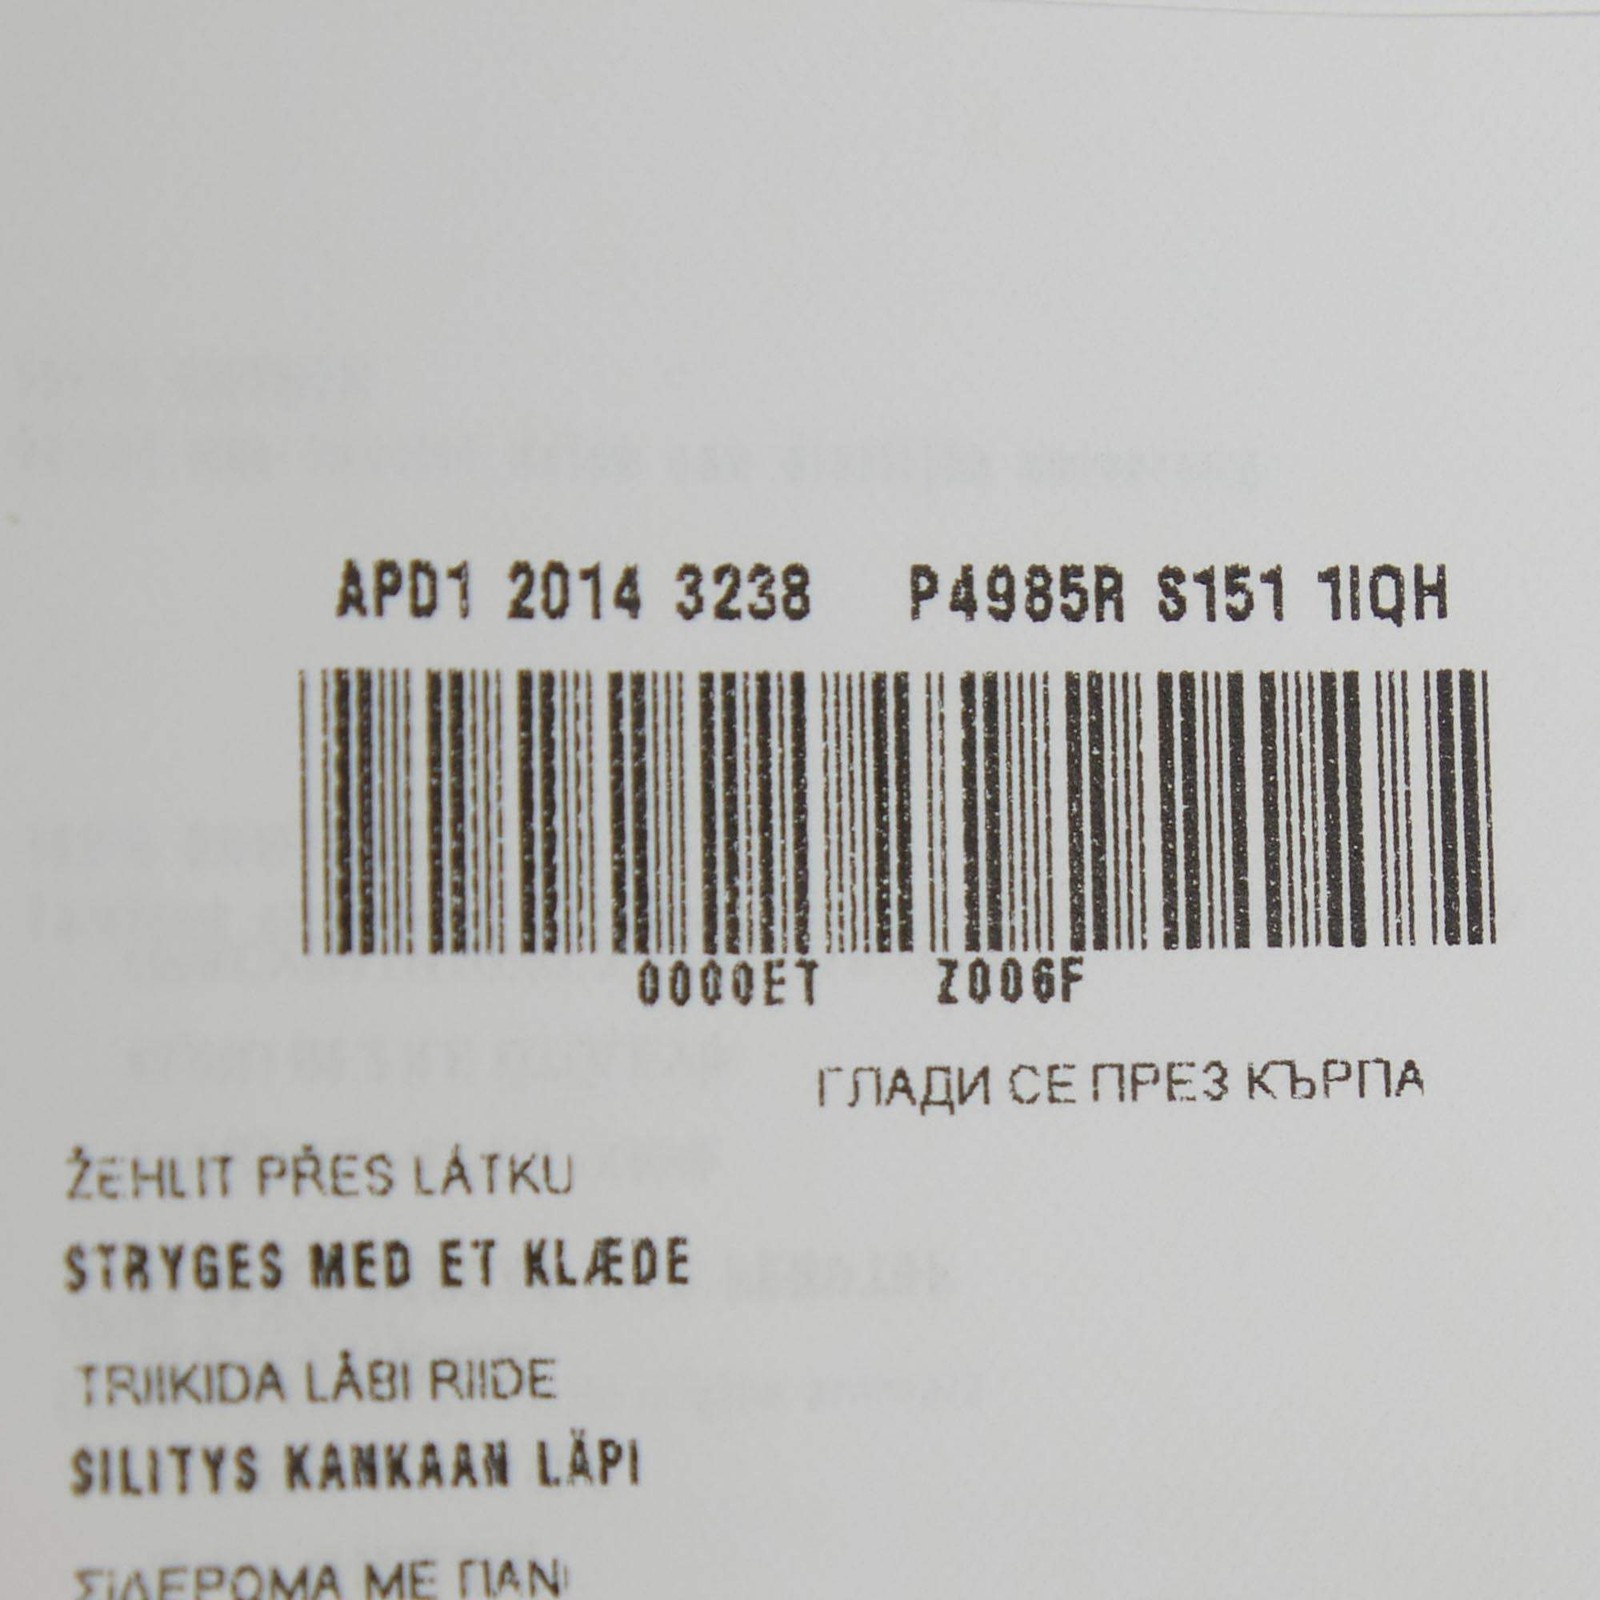 APD1 2014 3238 P4985R S151 1IQH
0000ET Z006F
ГЛАДИ СЕ ПРЕЗ КЪРПА
ŽEHLIT PŘES LÁTKU
STRYGES MED ET KLÆDE
TRIIKIDA LÅBI RIIDE
SILITYS KANKAAN LÄPI
ΣΙΔΕΡΩΜΑ ΜΕ ΠΑΝΙ